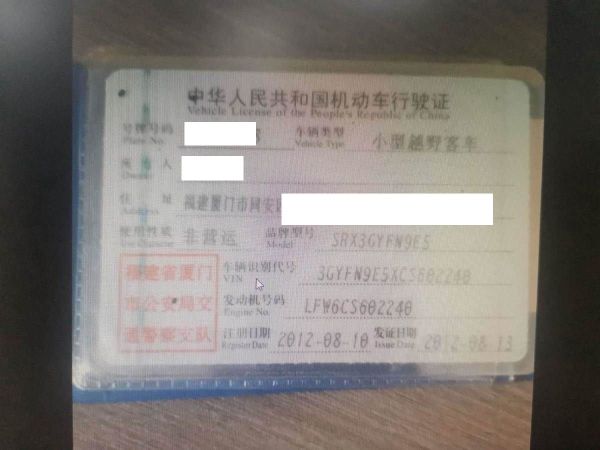 中华人民共和国机动车行驶证
Vehicle License of the People's Republic of China
号牌号码 车辆类型 小型越野客车
Plate No. Vehicle Type
所有人
Owner
住址 福建厦门市同安
Address
使用性质 非营运 品牌型号 SRX3GYFN9E5
Use Character Model
福建省厦门 车辆识别代号 3GYFN9E5XCS602240
VIN
市公安局交 发动机号码 LFW6CS602240
Engine No.
通警察支队 注册日期 2012-08-10 发证日期 2012-08-13
Register Date Issue Date